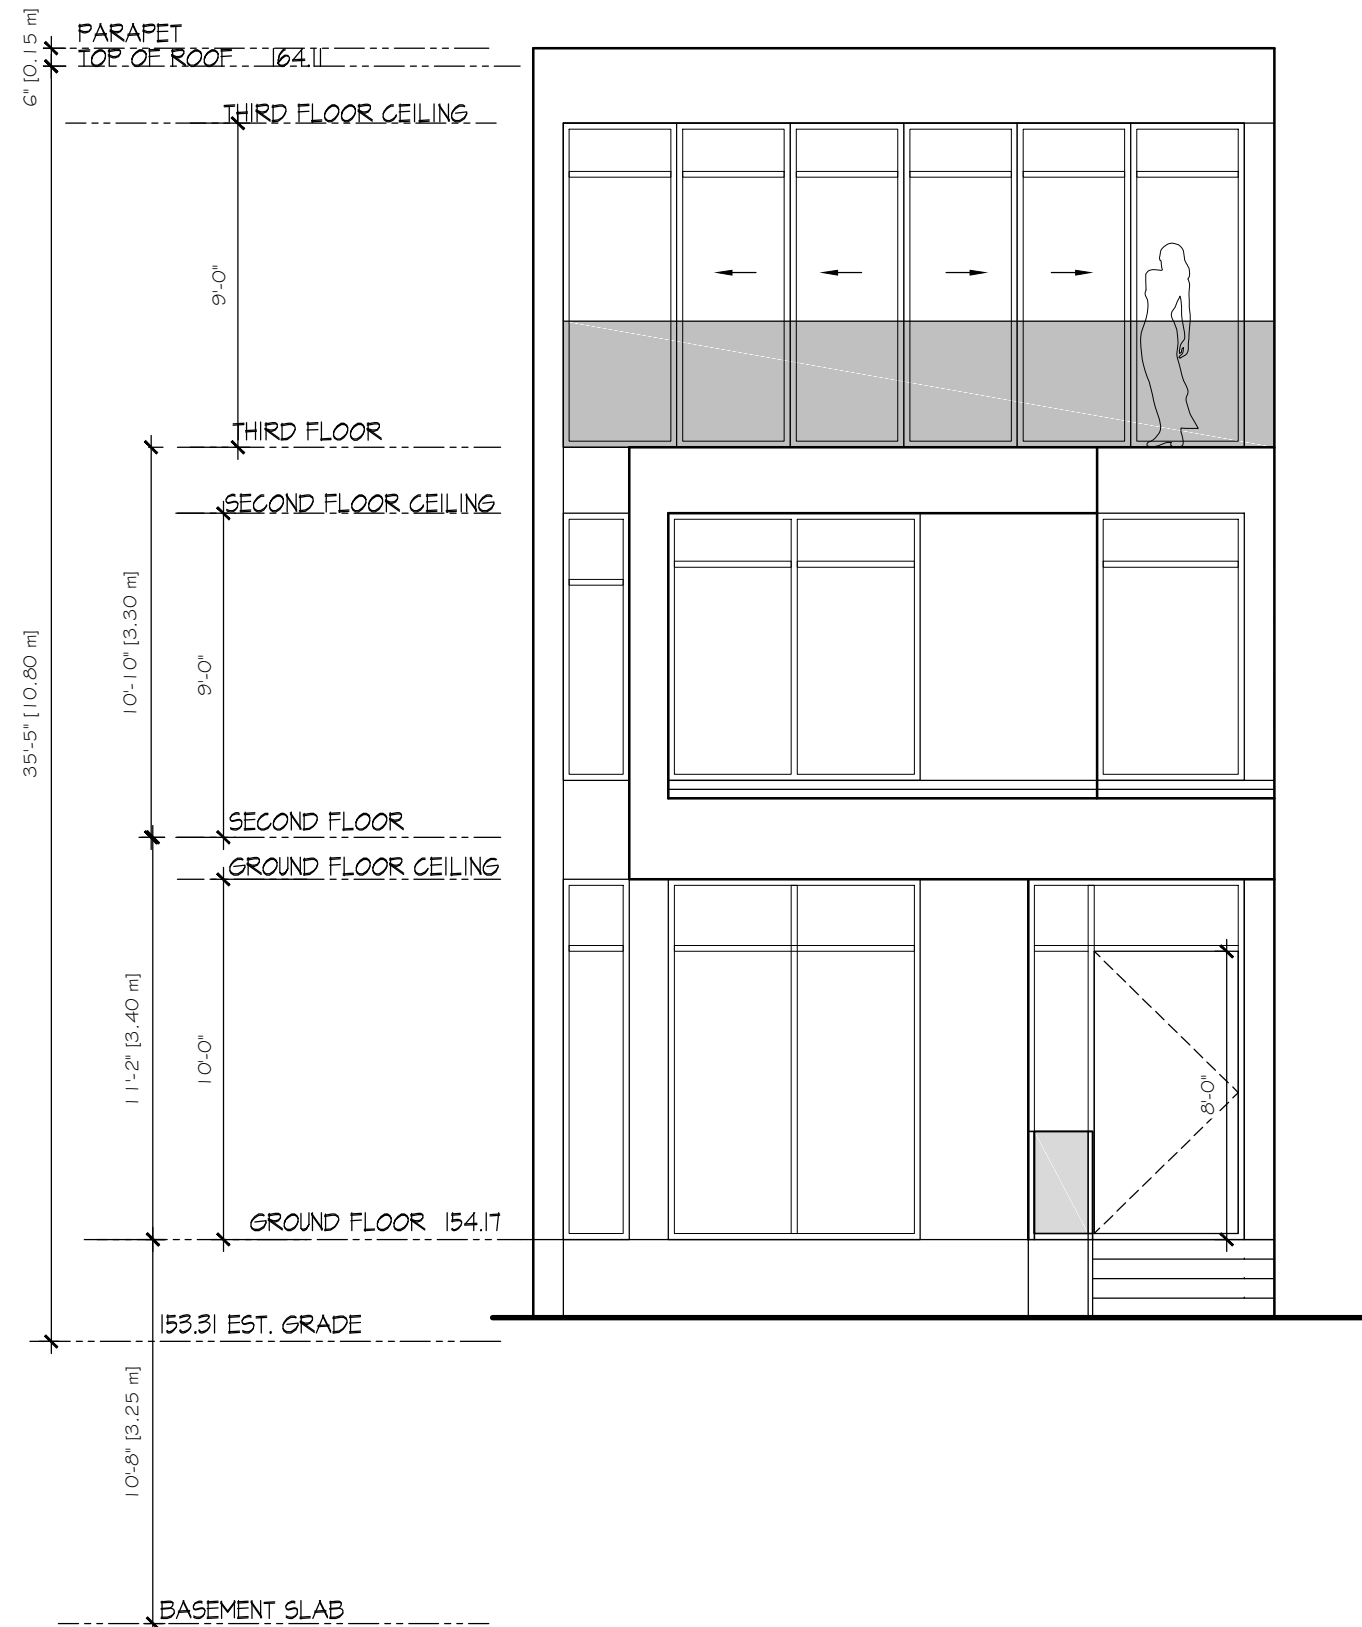 PARAPET
TOP OF ROOF 164.11
6" [0.15 m]
THIRD FLOOR CEILING
9'-0"
THIRD FLOOR
SECOND FLOOR CEILING
10'-10" [3.30 m]
9'-0"
35'-5" [10.80 m]
SECOND FLOOR
GROUND FLOOR CEILING
11'-2" [3.40 m]
10'-0"
8'-0"
GROUND FLOOR 154.17
153.31 EST. GRADE
10'-8" [3.25 m]
BASEMENT SLAB